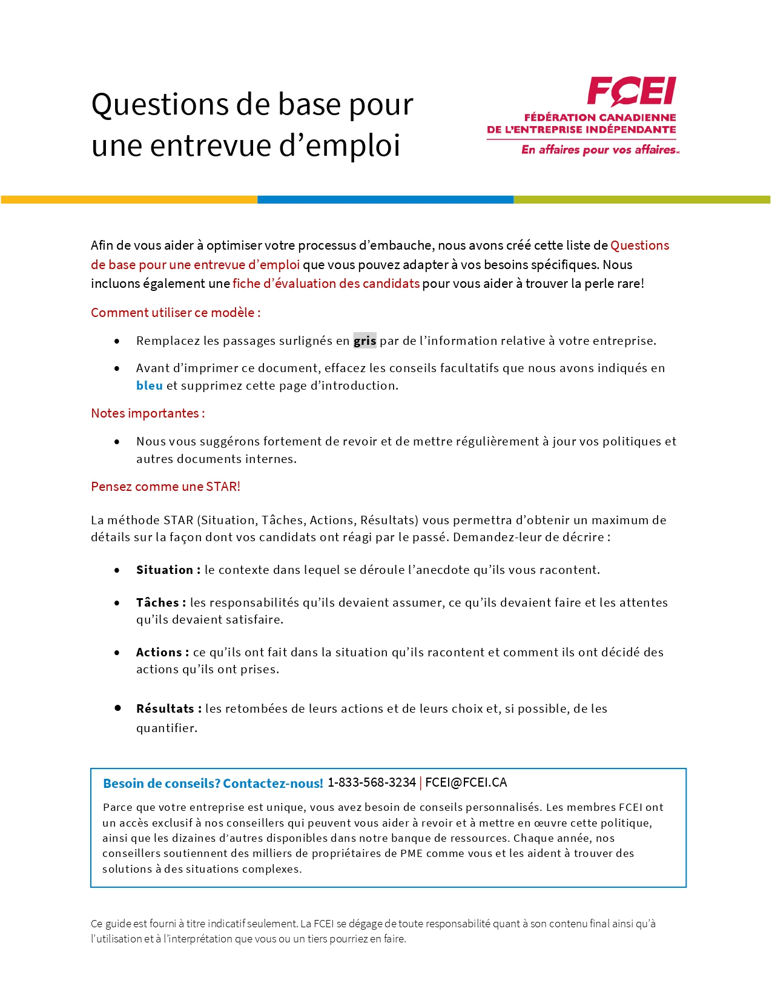 Questions de base pour
une entrevue d’emploi
FCEI
FÉDÉRATION CANADIENNE
DE L’ENTREPRISE INDÉPENDANTE
En affaires pour vos affaires
Afin de vous aider à optimiser votre processus d’embauche, nous avons créé cette liste de Questions
de base pour une entrevue d’emploi que vous pouvez adapter à vos besoins spécifiques. Nous
incluons également une fiche d’évaluation des candidats pour vous aider à trouver la perle rare!
Comment utiliser ce modèle :
• Remplacez les passages surlignés en gris par de l’information relative à votre entreprise.
• Avant d’imprimer ce document, effacez les conseils facultatifs que nous avons indiqués en
bleu et supprimez cette page d’introduction.
Notes importantes :
• Nous vous suggérons fortement de revoir et de mettre régulièrement à jour vos politiques et
autres documents internes.
Pensez comme une STAR!
La méthode STAR (Situation, Tâches, Actions, Résultats) vous permettra d’obtenir un maximum de
détails sur la façon dont vos candidats ont réagi par le passé. Demandez-leur de décrire :
• Situation : le contexte dans lequel se déroule l’anecdote qu’ils vous racontent.
• Tâches : les responsabilités qu’ils devaient assumer, ce qu’ils devaient faire et les attentes
qu’ils devaient satisfaire.
• Actions : ce qu’ils ont fait dans la situation qu’ils racontent et comment ils ont décidé des
actions qu’ils ont prises.
• Résultats : les retombées de leurs actions et de leurs choix et, si possible, de les
quantifier.
Besoin de conseils? Contactez-nous! 1-833-568-3234 | FCEI@FCEI.CA
Parce que votre entreprise est unique, vous avez besoin de conseils personnalisés. Les membres FCEI ont
un accès exclusif à nos conseillers qui peuvent vous aider à revoir et à mettre en œuvre cette politique,
ainsi que les dizaines d’autres disponibles dans notre banque de ressources. Chaque année, nos
conseillers soutiennent des milliers de propriétaires de PME comme vous et les aident à trouver des
solutions à des situations complexes.
Ce guide est fourni à titre indicatif seulement. La FCEI se dégage de toute responsabilité quant à son contenu final ainsi qu’à
l’utilisation et à l’interprétation que vous ou un tiers pourriez en faire.